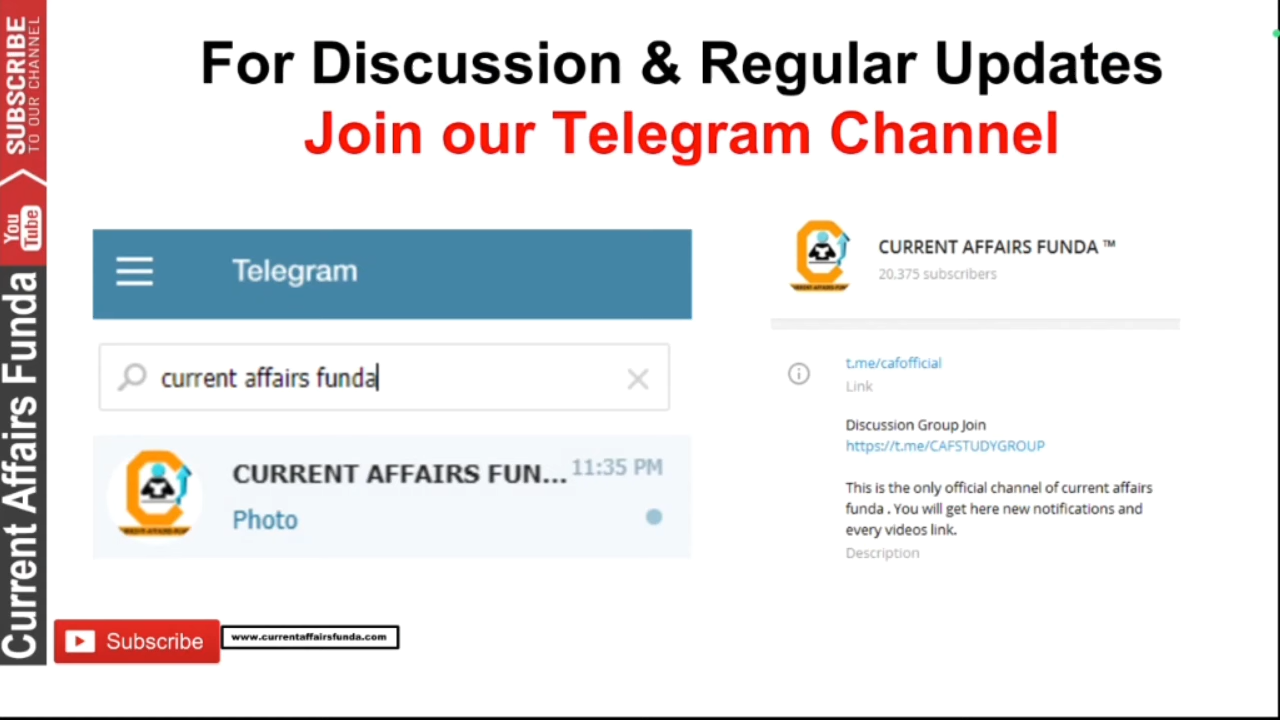 For Discussion & Regular Updates
Join our Telegram Channel
SUBSCRIBE
TO OUR CHANNEL
You
Tube
Current Affairs Funda
Telegram
current affairs funda
CURRENT AFFAIRS FUN...
11:35 PM
Photo
CURRENT AFFAIRS FUNDA ™
20,375 subscribers
t.me/cafofficial
Link
Discussion Group Join
https://t.me/CAFSTUDYGROUP
This is the only official channel of current affairs
funda . You will get here new notifications and
every videos link.
Description
Subscribe
www.currentaffairsfunda.com